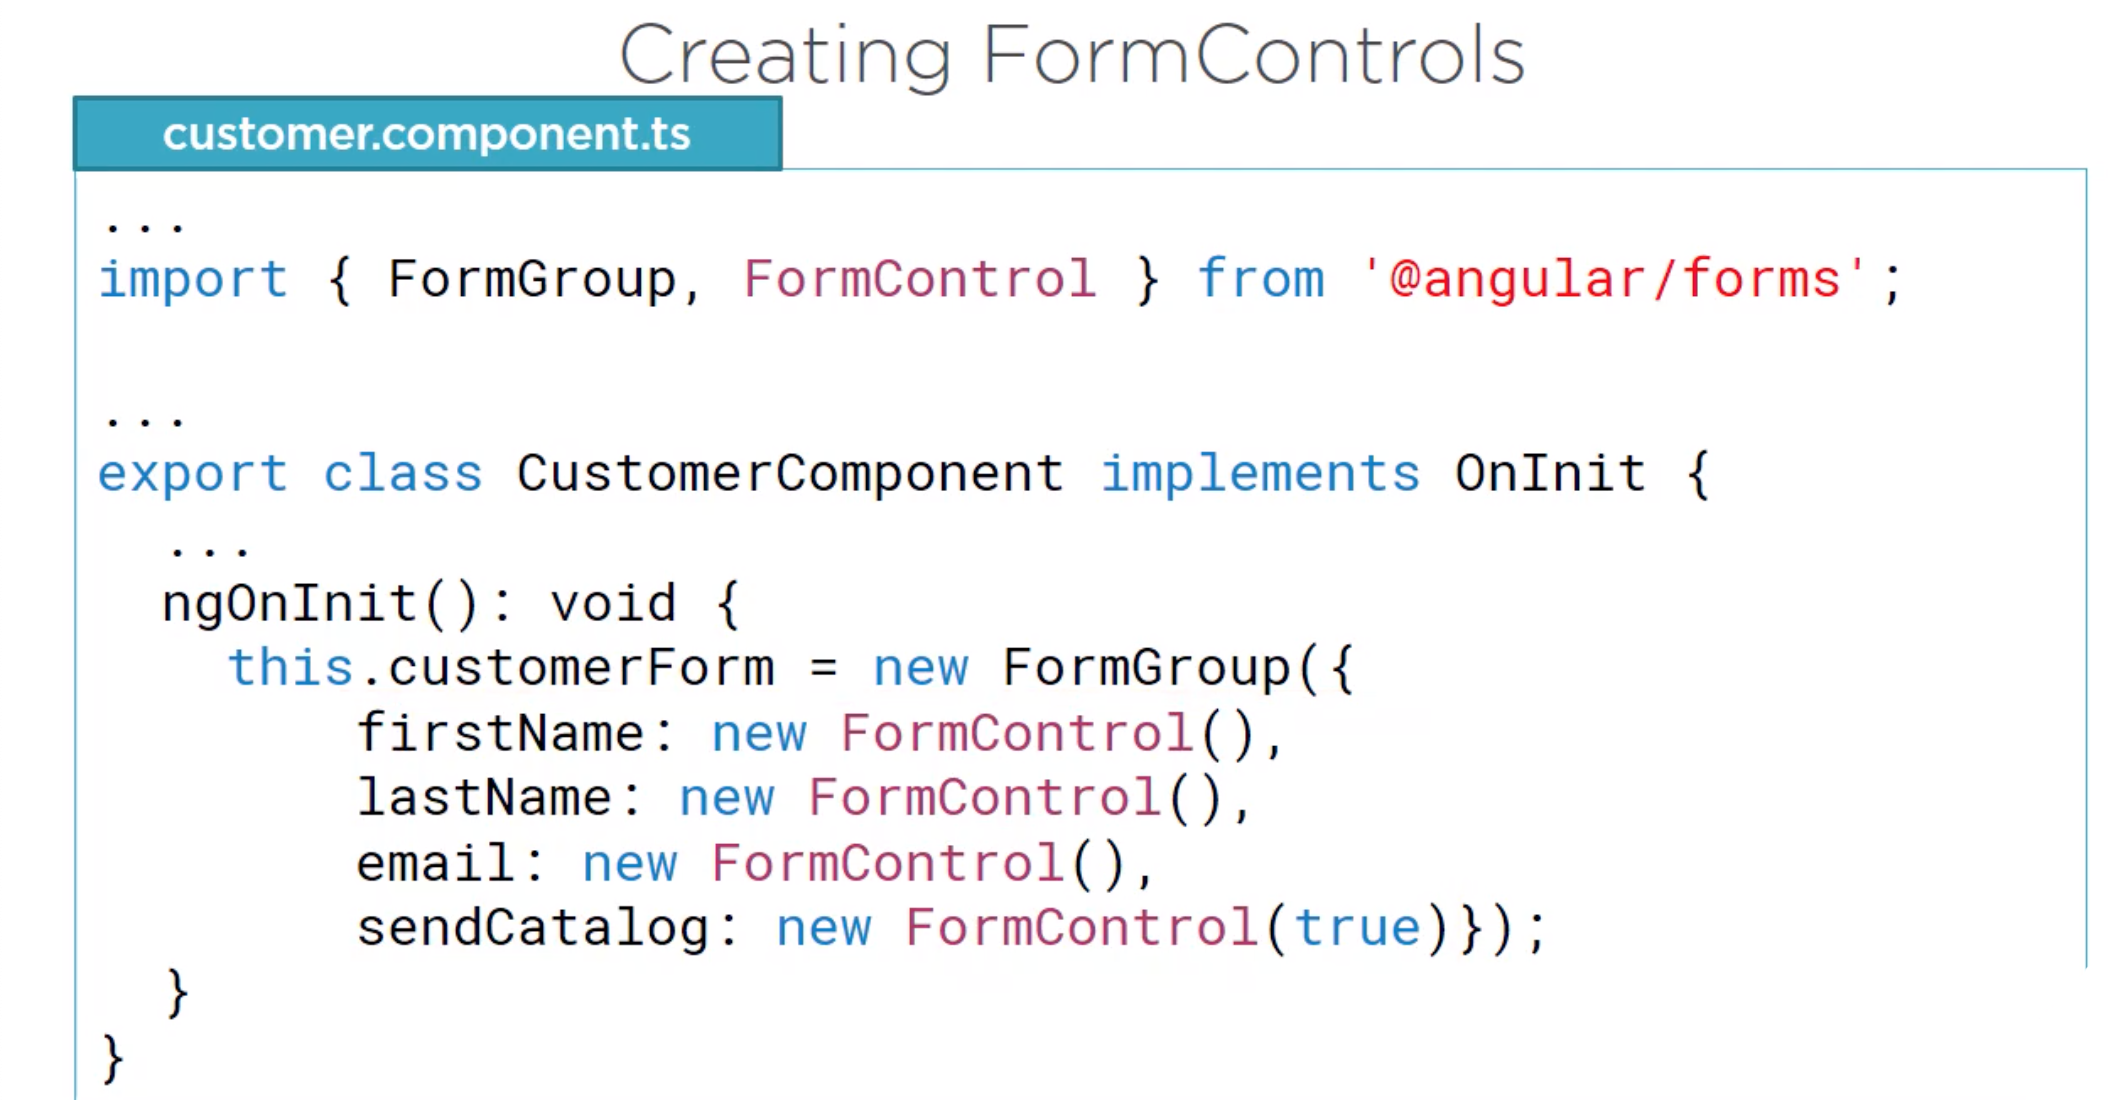 Creating FormControls
customer.component.ts
...
import { FormGroup, FormControl } from '@angular/forms';
...
export class CustomerComponent implements OnInit {
...
ngOnInit(): void {
this.customerForm = new FormGroup({
firstName: new FormControl(),
lastName: new FormControl(),
email: new FormControl(),
sendCatalog: new FormControl(true)});
}
}